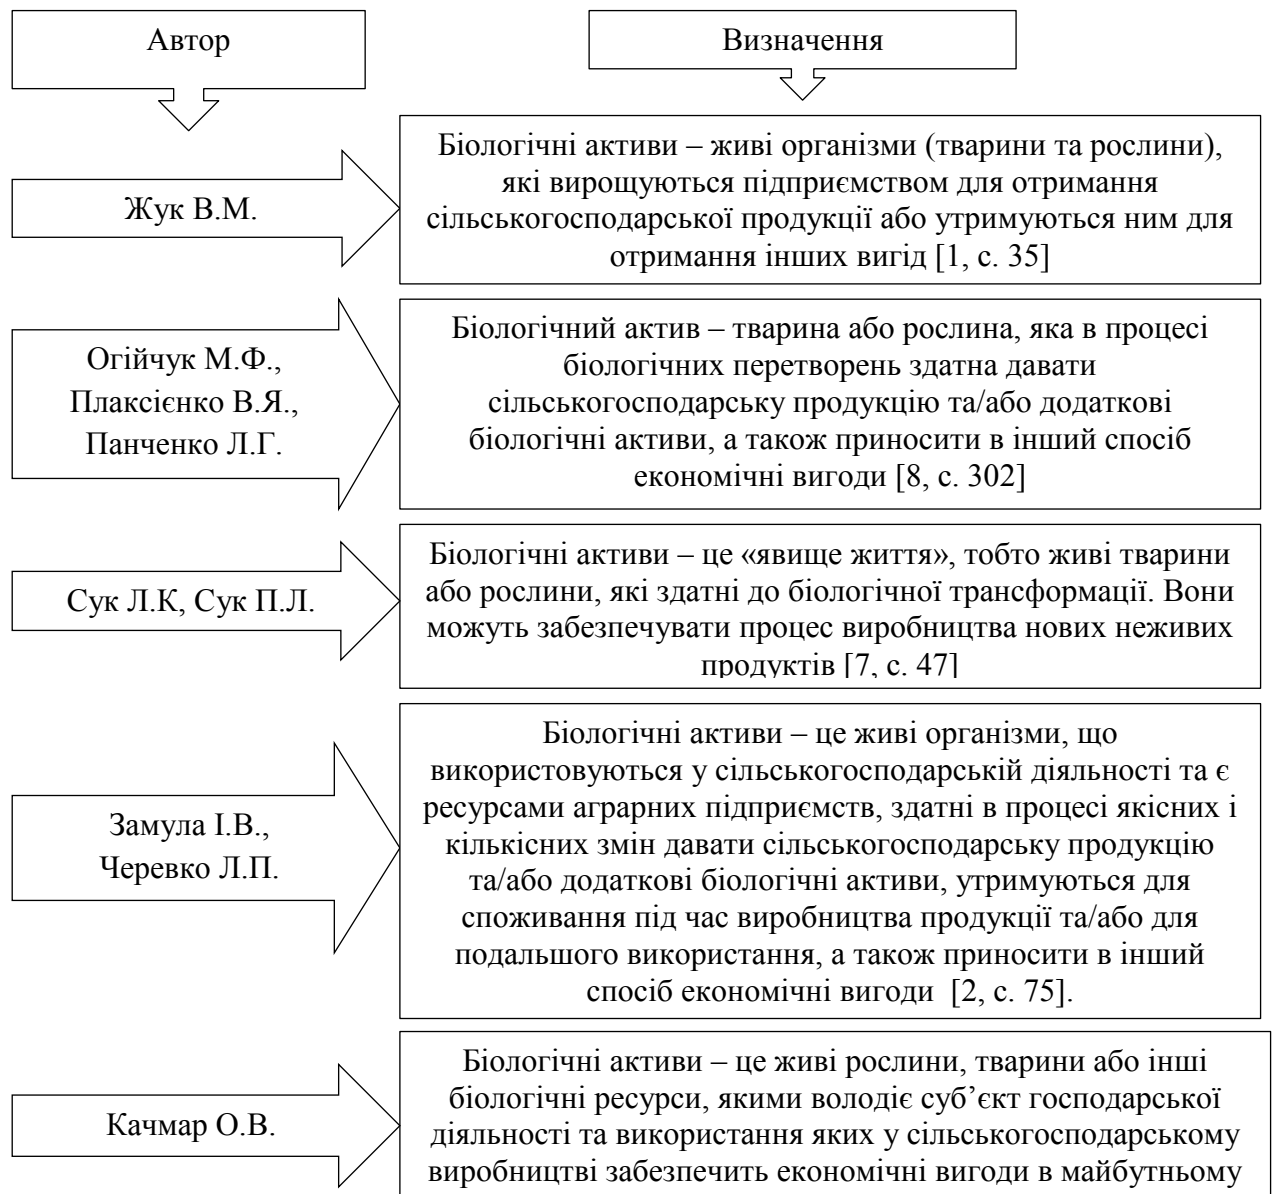 Автор
Визначення
Жук В.М.
Біологічні активи – живі організми (тварини та рослини),
які вирощуються підприємством для отримання
сільськогосподарської продукції або утримуються ним для
отримання інших вигід [1, с. 35]
Огійчук М.Ф.,
Плаксієнко В.Я.,
Панченко Л.Г.
Біологічний актив – тварина або рослина, яка в процесі
біологічних перетворень здатна давати
сільськогосподарську продукцію та/або додаткові
біологічні активи, а також приносити в інший спосіб
економічні вигоди [8, с. 302]
Сук Л.К, Сук П.Л.
Біологічні активи – це «явище життя», тобто живі тварини
або рослини, які здатні до біологічної трансформації. Вони
можуть забезпечувати процес виробництва нових неживих
продуктів [7, с. 47]
Замула І.В.,
Черевко Л.П.
Біологічні активи – це живі організми, що
використовуються у сільськогосподарській діяльності та є
ресурсами аграрних підприємств, здатні в процесі якісних і
кількісних змін давати сільськогосподарську продукцію
та/або додаткові біологічні активи, утримуються для
споживання під час виробництва продукції та/або для
подальшого використання, а також приносити в інший
спосіб економічні вигоди  [2, с. 75].
Качмар О.В.
Біологічні активи – це живі рослини, тварини або інші
біологічні ресурси, якими володіє суб’єкт господарської
діяльності та використання яких у сільськогосподарському
виробництві забезпечить економічні вигоди в майбутньому